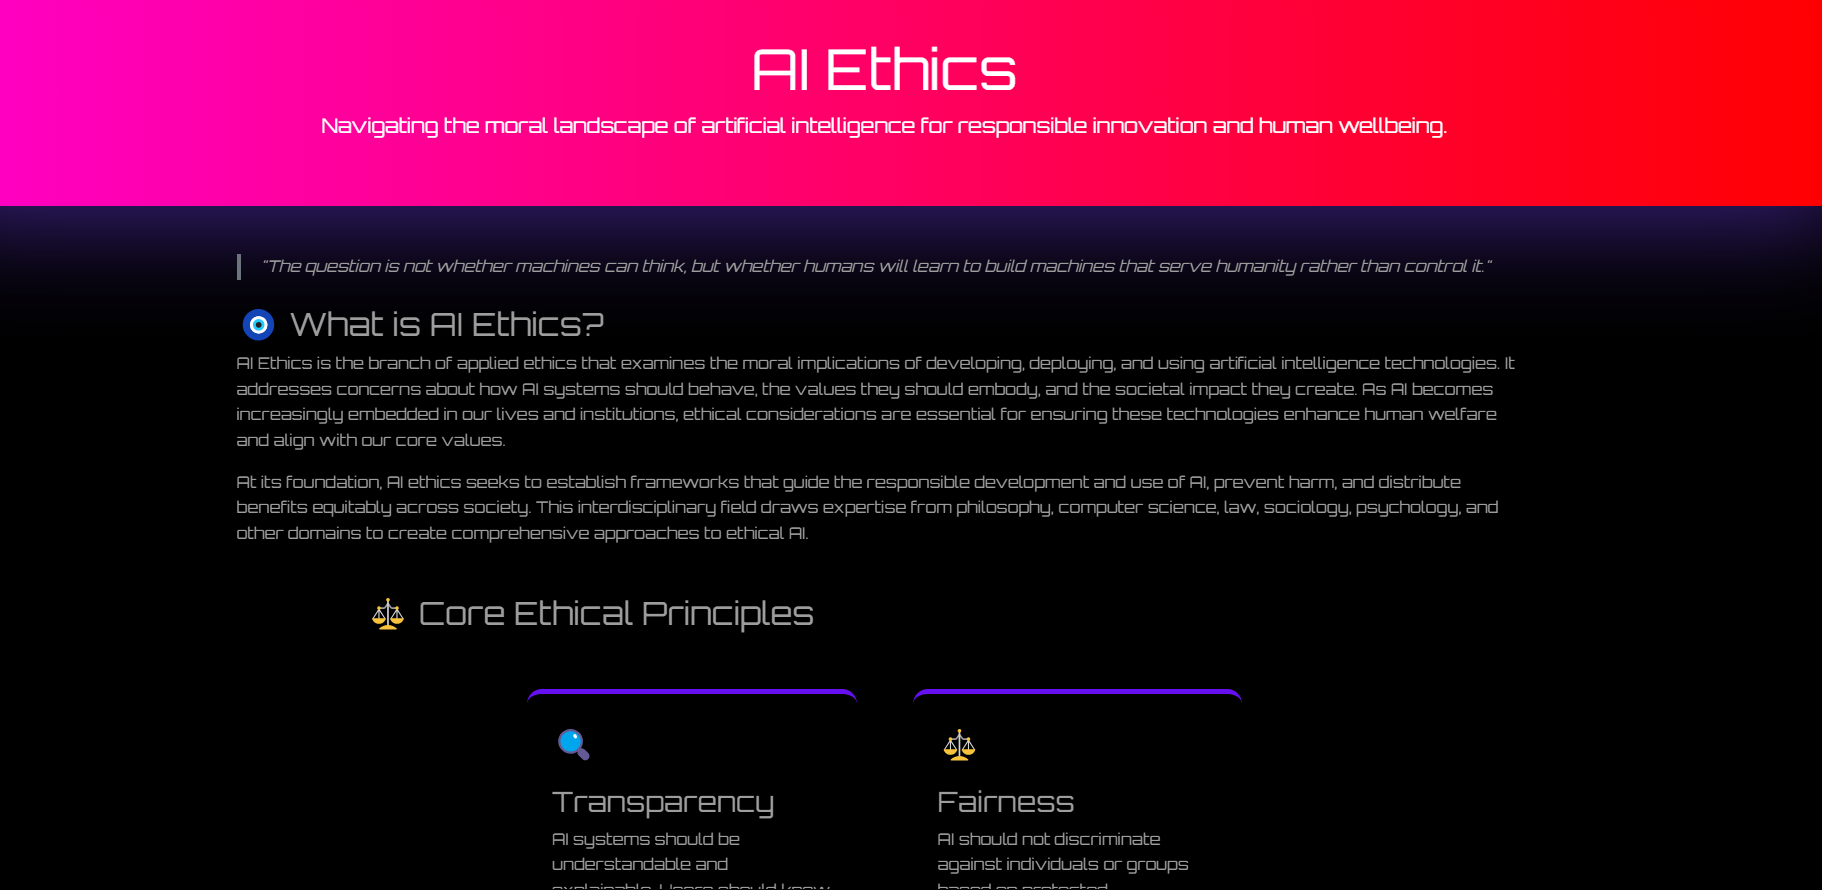 AI Ethics
Navigating the moral landscape of artificial intelligence for responsible innovation and human wellbeing.
"The question is not whether machines can think, but whether humans will learn to build machines that serve humanity rather than control it."
What is AI Ethics?
AI Ethics is the branch of applied ethics that examines the moral implications of developing, deploying, and using artificial intelligence technologies. It
addresses concerns about how AI systems should behave, the values they should embody, and the societal impact they create. As AI becomes
increasingly embedded in our lives and institutions, ethical considerations are essential for ensuring these technologies enhance human welfare
and align with our core values.
At its foundation, AI ethics seeks to establish frameworks that guide the responsible development and use of AI, prevent harm, and distribute
benefits equitably across society. This interdisciplinary field draws expertise from philosophy, computer science, law, sociology, psychology, and
other domains to create comprehensive approaches to ethical AI.
Core Ethical Principles
Transparency
AI systems should be
understandable and
explainable. Users should know
Fairness
AI should not discriminate
against individuals or groups
based on protected